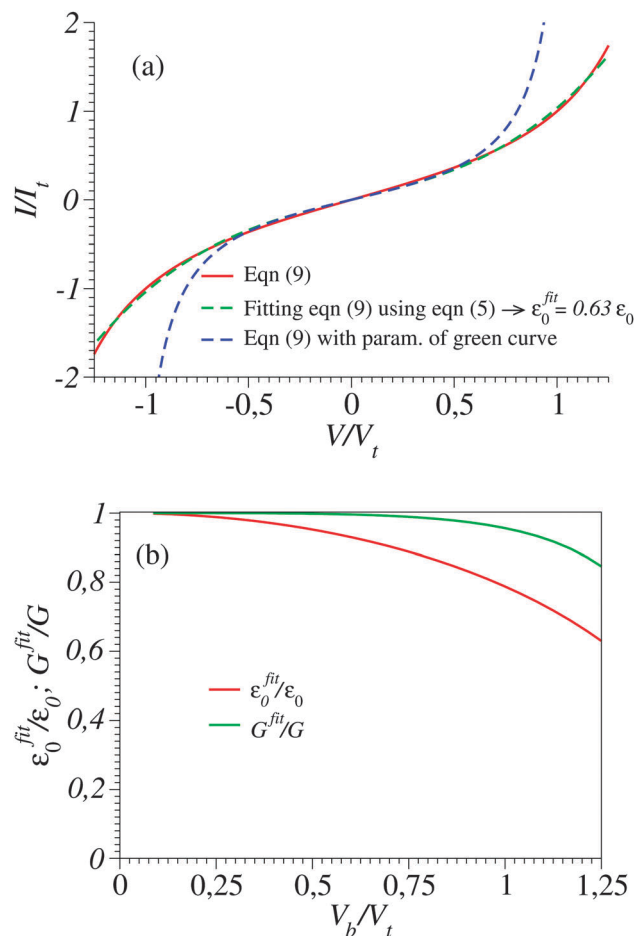 2
(a)
1
I/I_t
0
Eqn (9)
-1
Fitting eqn (9) using eqn (5) → ε_0^fit = 0.63 ε_0
Eqn (9) with param. of green curve
-2
-1 -0,5 0 0,5 1
V/V_t
1
(b)
0,8
0,6
ε_0^fit/ε_0; G^fit/G
ε_0^fit/ε_0
0,4
G^fit/G
0,2
0
0 0,25 0,5 0,75 1 1,25
V_b/V_t